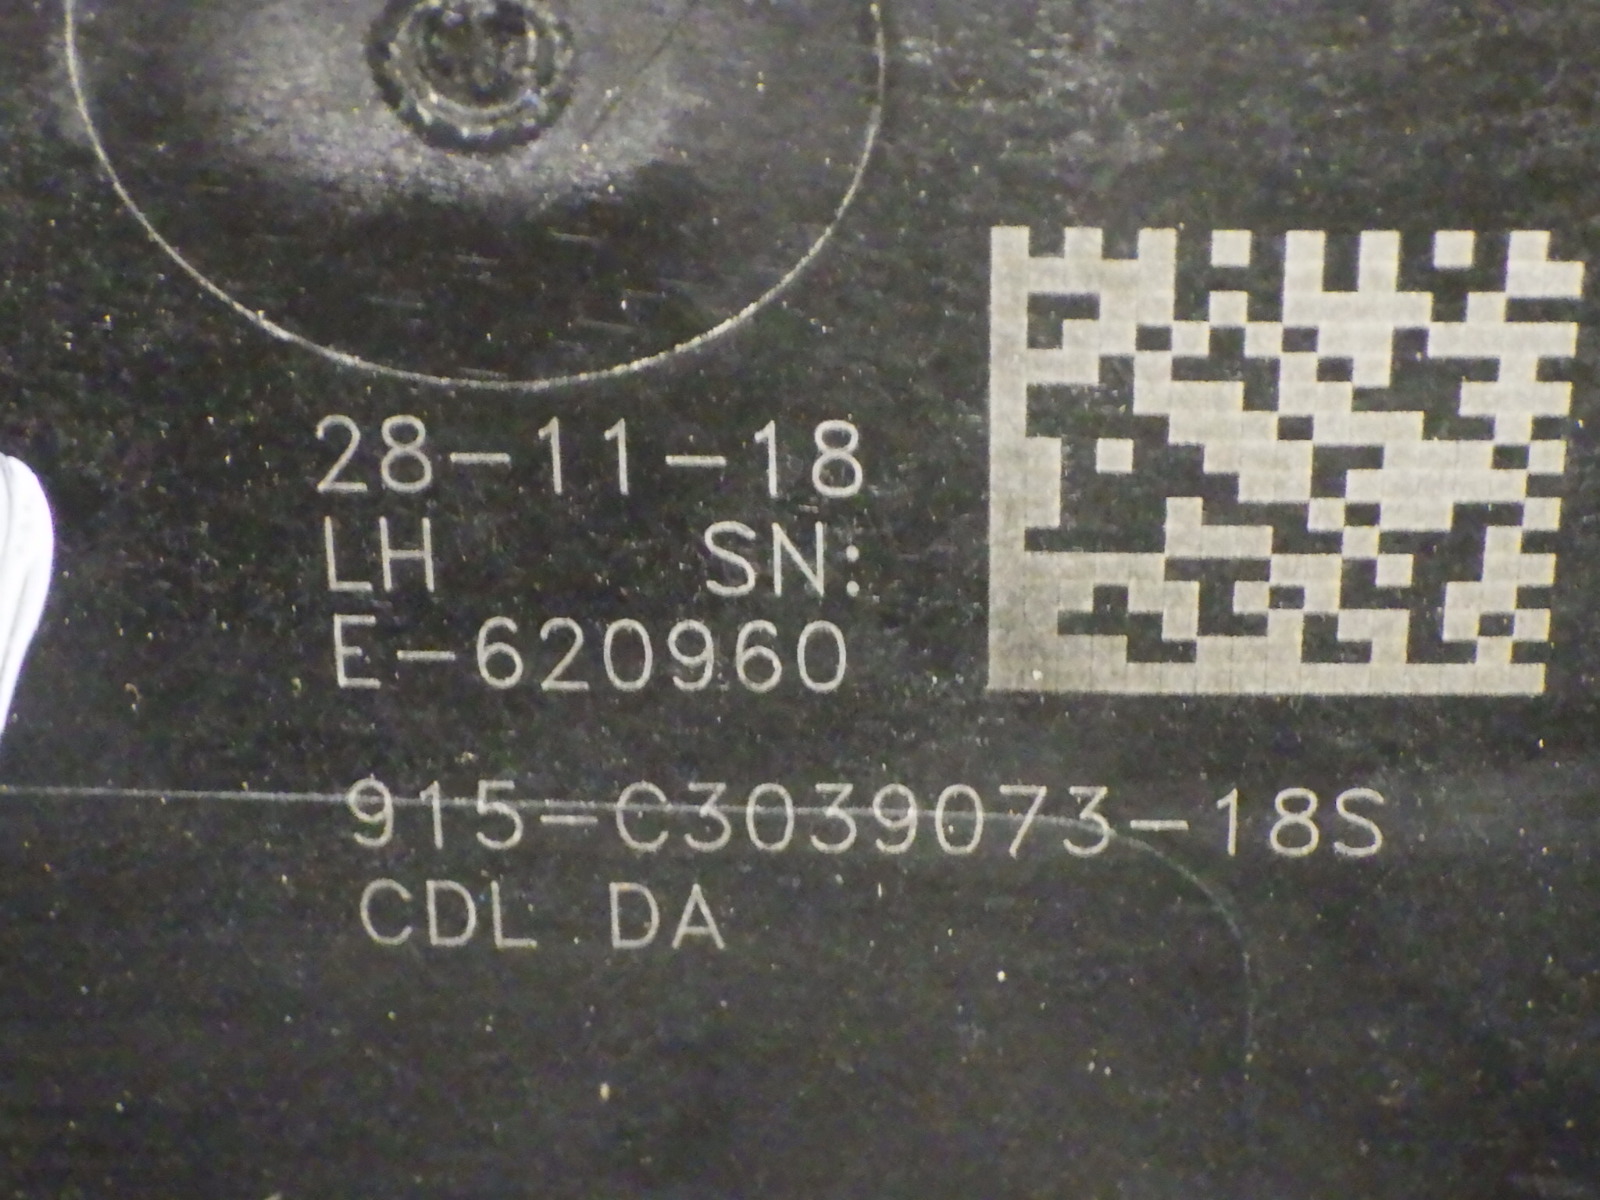 28-11-18
LH SN:
E-620960
915-C3039073-18S
CDL DA